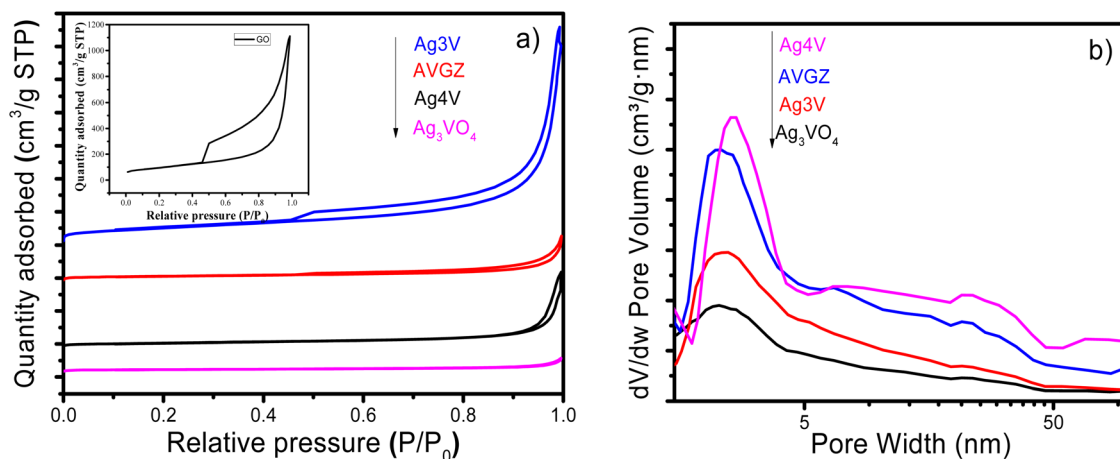 a)
Ag3V
AVGZ
Ag4V
Ag₃VO₄
Quantity adsorbed (cm³/g STP)
0.0 0.2 0.4 0.6 0.8 1.0
Relative pressure (P/P₀)
GO
1200
1000
800
600
400
200
0
Quantity adsorbed (cm³/g STP)
0.0 0.2 0.4 0.6 0.8 1.0
Relative pressure (P/P₀)
b)
Ag4V
AVGZ
Ag3V
Ag₃VO₄
dV/dw Pore Volume (cm³/g·nm)
5 50
Pore Width (nm)